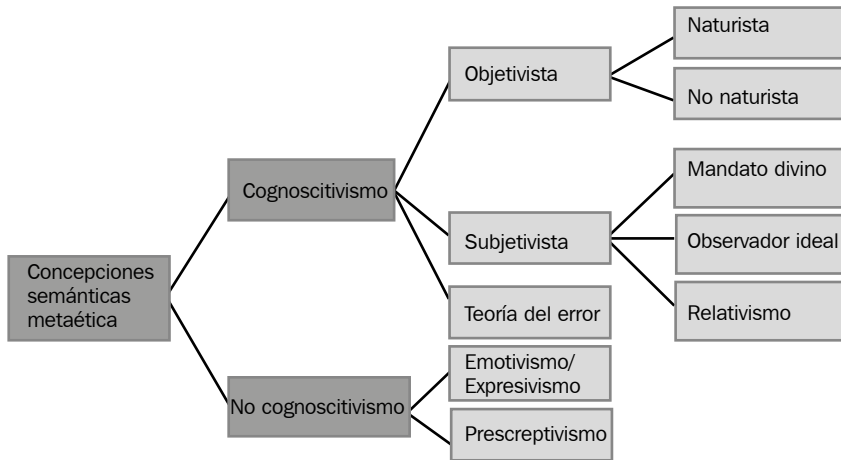 Naturista
Objetivista
No naturista
Cognoscitivismo
Mandato divino
Subjetivista
Observador ideal
Concepciones
semánticas
metaética
Teoría del error
Relativismo
Emotivismo/
Expresivismo
No cognoscitivismo
Prescreptivismo